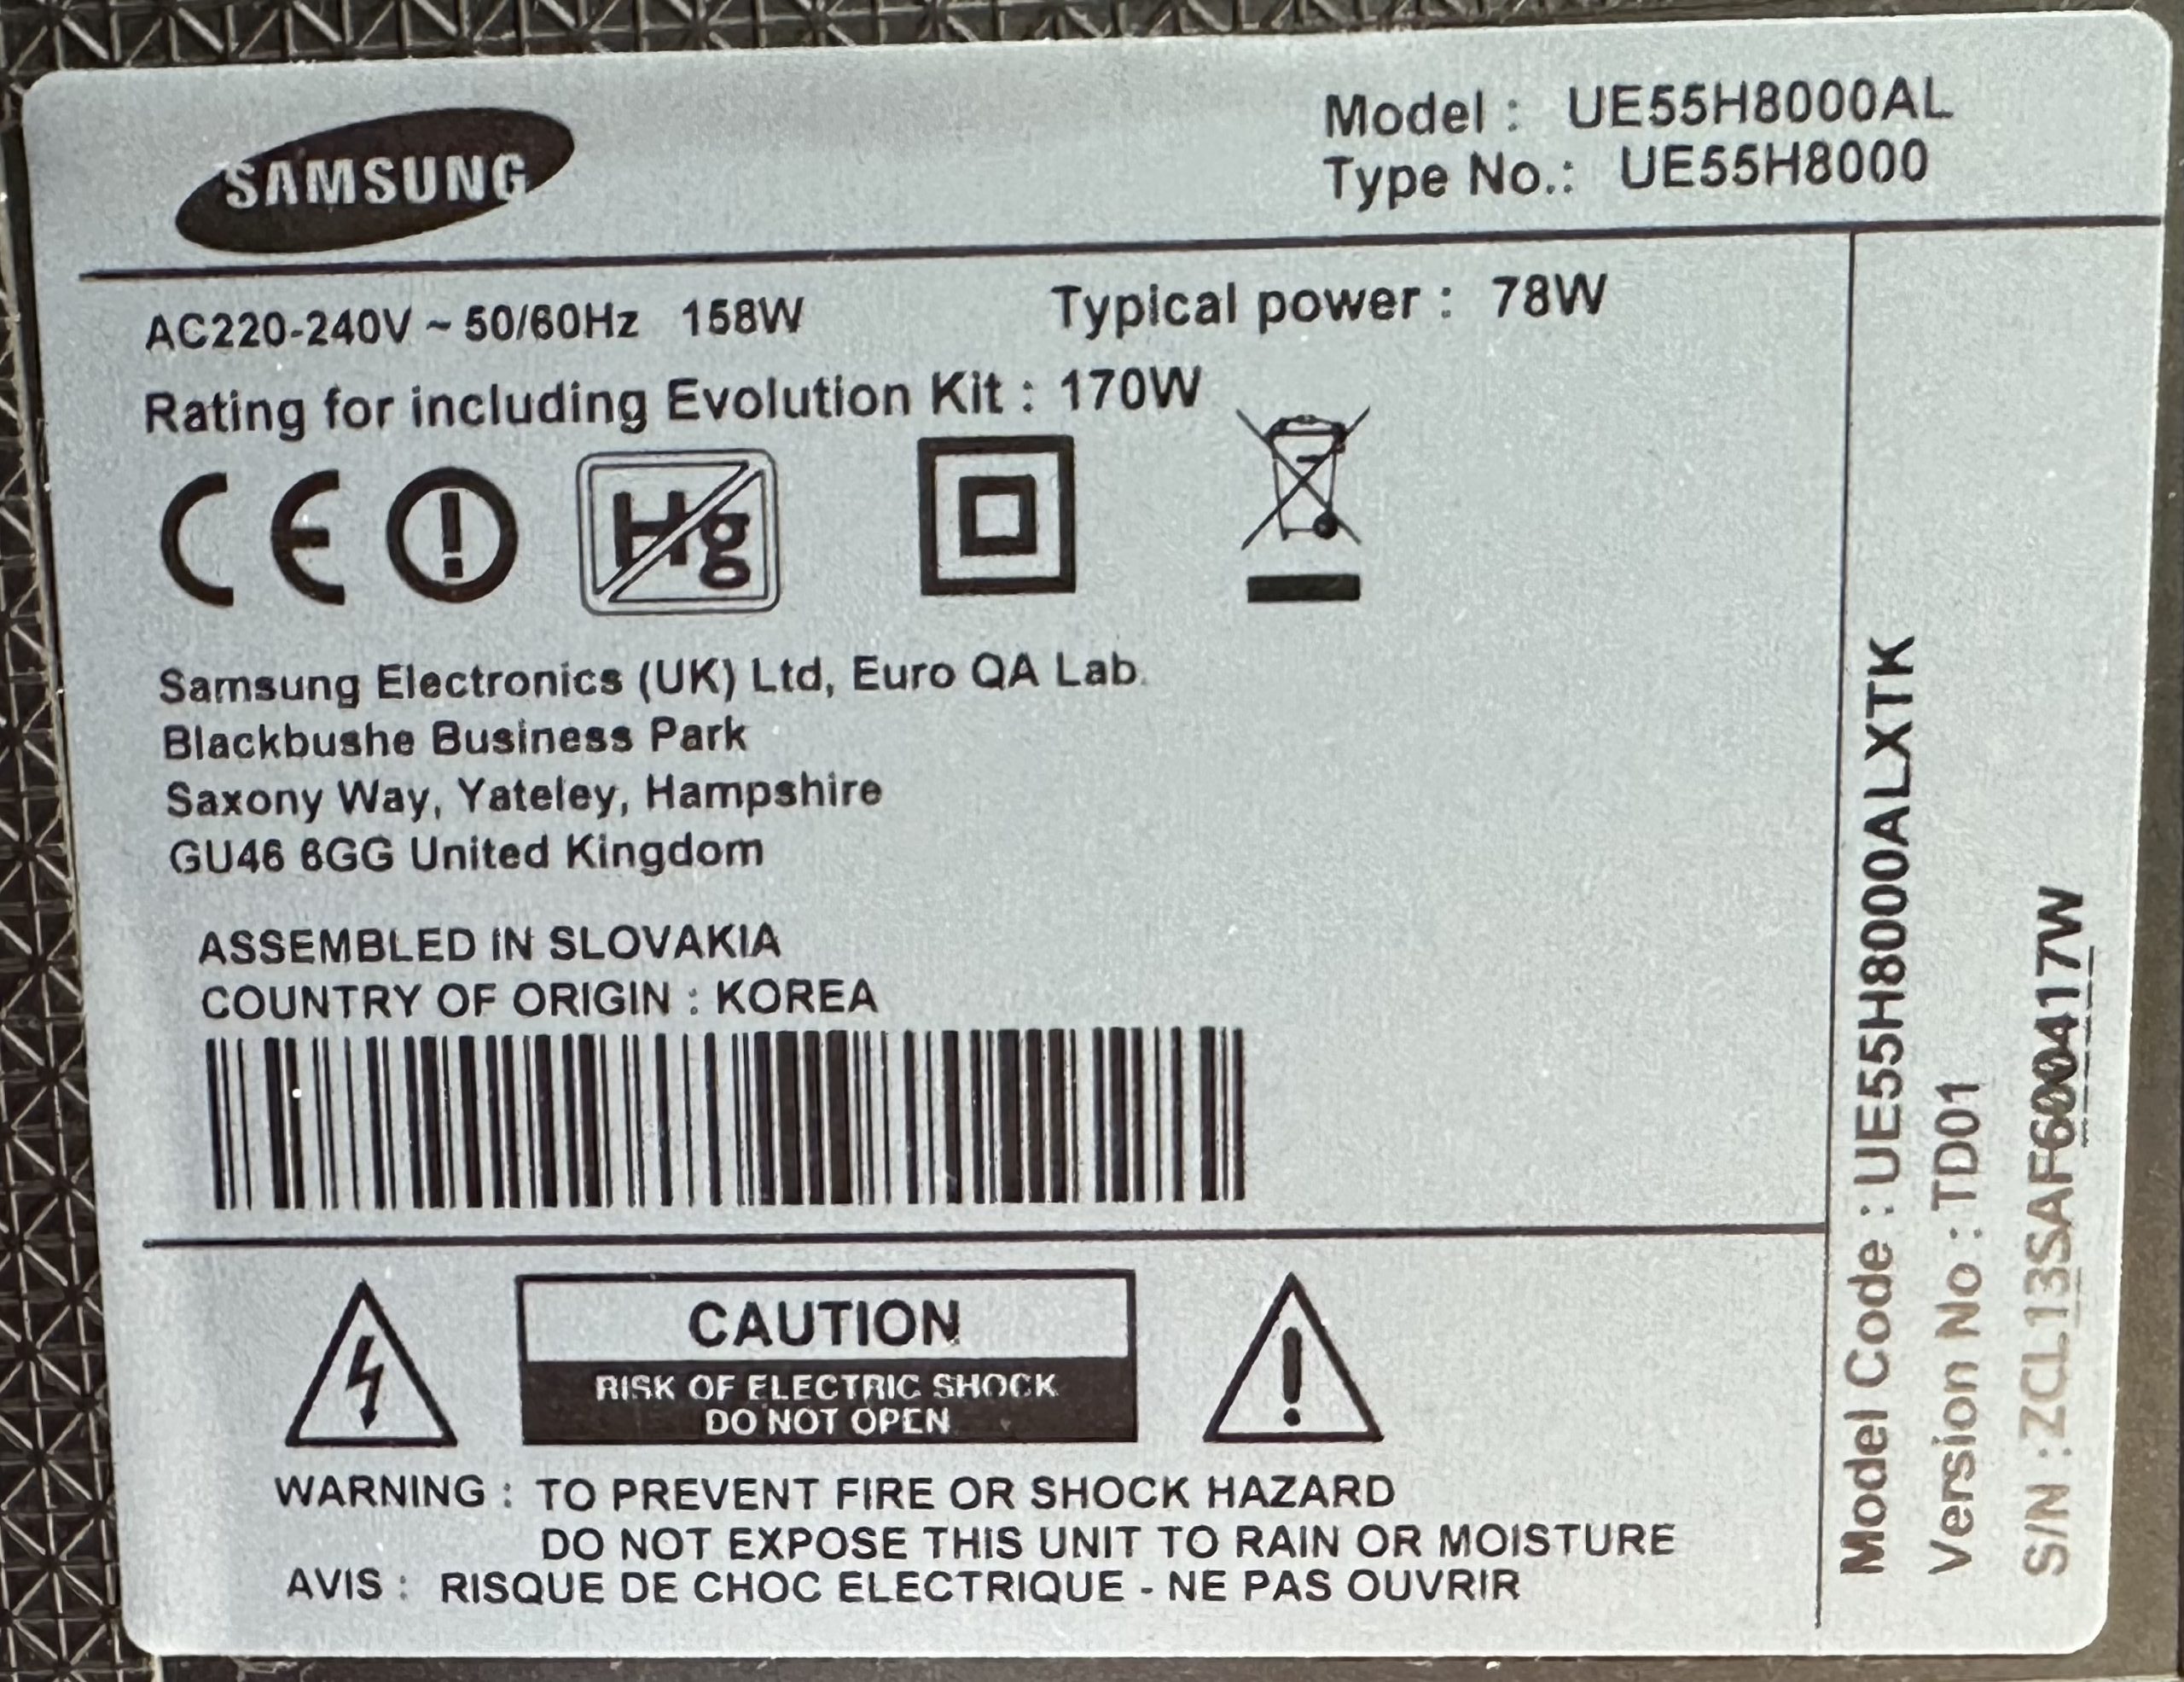 SAMSUNG
Model : UE55H8000AL
Type No.: UE55H8000
AC220-240V ~ 50/60Hz 158W
Typical power : 78W
Rating for including Evolution Kit : 170W
CE
Hg
Samsung Electronics (UK) Ltd, Euro QA Lab.
Blackbushe Business Park
Saxony Way, Yateley, Hampshire
GU46 6GG United Kingdom
ASSEMBLED IN SLOVAKIA
COUNTRY OF ORIGIN : KOREA
CAUTION
RISK OF ELECTRIC SHOCK
DO NOT OPEN
WARNING : TO PREVENT FIRE OR SHOCK HAZARD
DO NOT EXPOSE THIS UNIT TO RAIN OR MOISTURE
AVIS : RISQUE DE CHOC ELECTRIQUE - NE PAS OUVRIR
Model Code : UE55H8000ALXTK
Version No : TD01
S/N : ZCL13SAF600417W